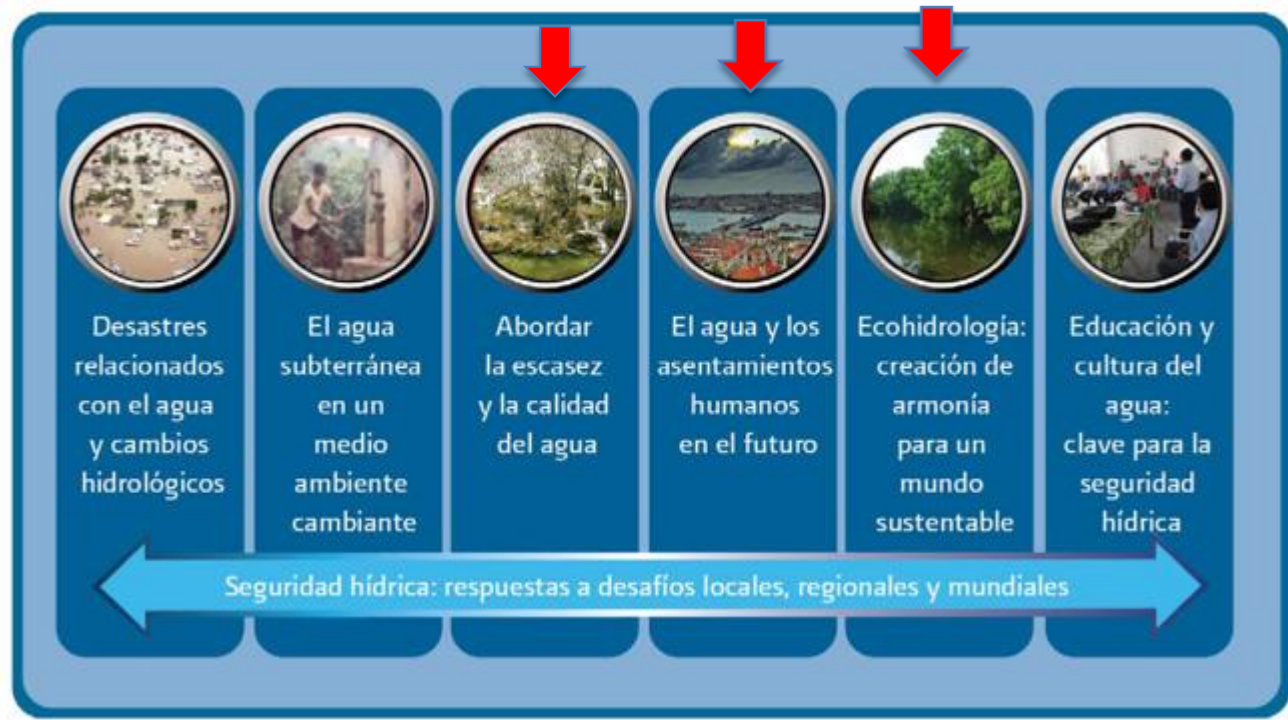 Desastres
relacionados
con el agua
y cambios
hidrológicos
El agua
subterránea
en un
medio
ambiente
cambiante
Abordar
la escasez
y la calidad
del agua
El agua y los
asentamientos
humanos
en el futuro
Ecohidrología:
creación de
armonía
para un
mundo
sustentable
Educación y
cultura del
agua:
clave para la
seguridad
hídrica
Seguridad hídrica: respuestas a desafíos locales, regionales y mundiales